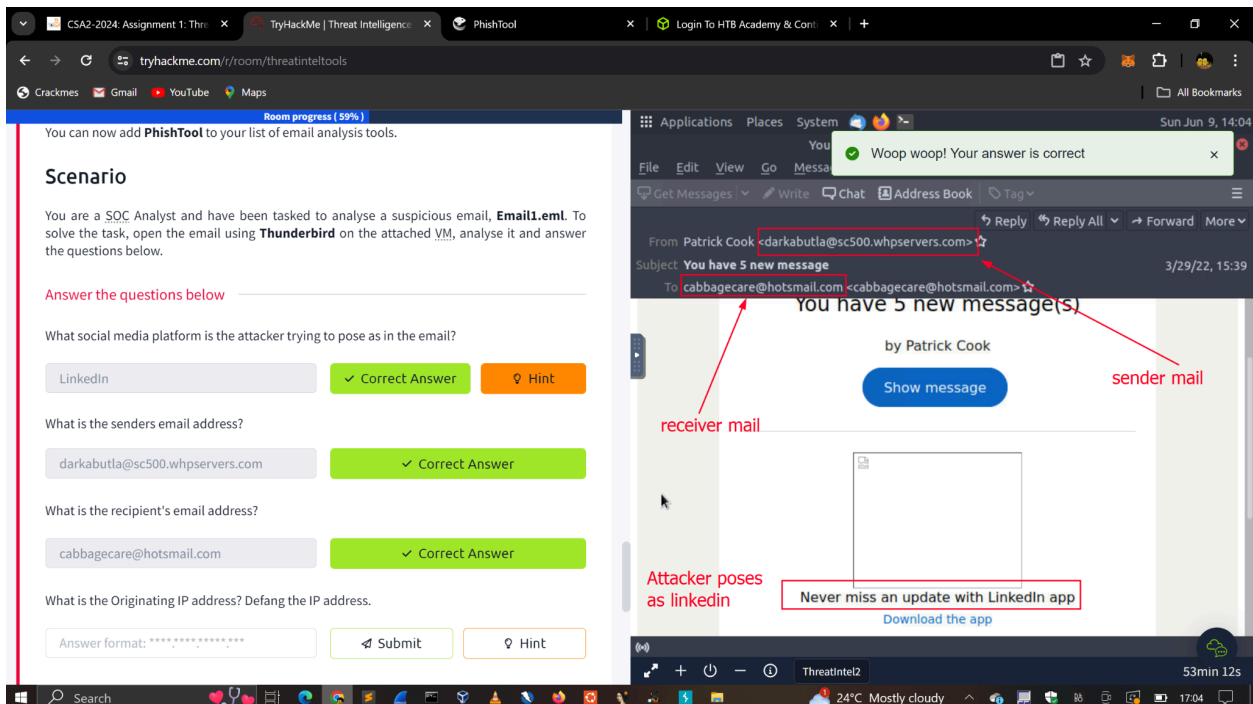 CSA2-2024: Assignment 1: Thre
TryHackMe | Threat Intelligence
PhishTool
Login To HTB Academy & Cont
tryhackme.com/r/room/threatinteltools
Crackmes
Gmail
YouTube
Maps
All Bookmarks
Room progress ( 59% )
You can now add PhishTool to your list of email analysis tools.
Scenario
You are a SOC Analyst and have been tasked to analyse a suspicious email, Email1.eml. To
solve the task, open the email using Thunderbird on the attached VM, analyse it and answer
the questions below.
Answer the questions below
What social media platform is the attacker trying to pose as in the email?
LinkedIn
Correct Answer
Hint
What is the senders email address?
darkabutla@sc500.whpservers.com
Correct Answer
What is the recipient's email address?
cabbagecare@hotsmail.com
Correct Answer
What is the Originating IP address? Defang the IP address.
Answer format: ****.****.*****.***
Submit
Hint
Applications Places System
Sun Jun 9, 14:04
You
Woop woop! Your answer is correct
File Edit View Go Messa
Get Messages Write Chat Address Book Tag
Reply Reply All Forward More
From Patrick Cook <darkabutla@sc500.whpservers.com>
Subject You have 5 new message 3/29/22, 15:39
To cabbagecare@hotsmail.com <cabbagecare@hotsmail.com>
You have 5 new message(s)
by Patrick Cook
Show message
sender mail
receiver mail
Attacker poses
as linkedin
Never miss an update with LinkedIn app
Download the app
ThreatIntel2
53min 12s
Search
24°C Mostly cloudy
17:04